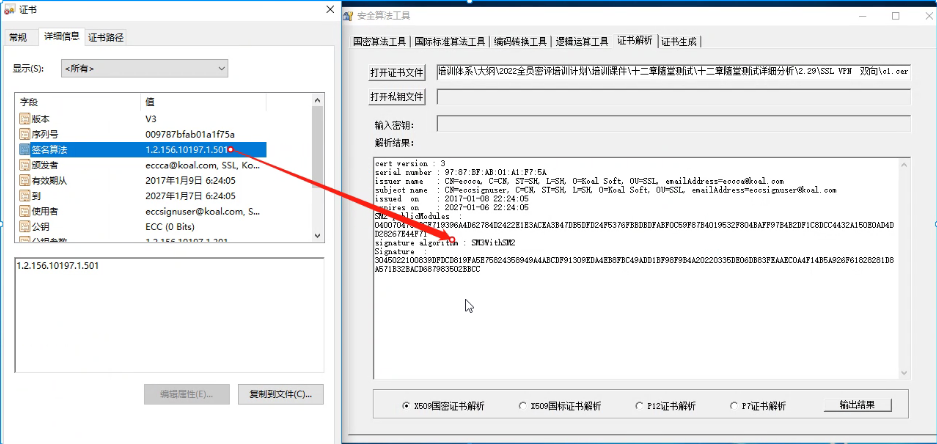 证书
常规
详细信息
证书路径
显示(S):
<所有>
字段
值
版本
V3
序列号
009787bfab01a1f75a
签名算法
1.2.156.10197.1.501
颁发者
eccca@koal.com, SSL, Ko...
有效期从
2017年1月9日 6:24:05
到
2027年1月7日 6:24:05
使用者
eccsignuser@koal.com, S...
公钥
ECC (0 Bits)
公钥参数
1.2.156.10197.1.301
1.2.156.10197.1.501
编辑属性(E)...
复制到文件(C)...
安全算法工具
国密算法工具
国际标准算法工具
编码转换工具
逻辑运算工具
证书解析
证书生成
打开证书文件
培训体系\大纲\2022全员密评培训计划\培训课件\十二章随堂测试\十二章随堂测试详细分析\2.29\SSL VPN 双向\cl.cer
打开私钥文件
输入密钥:
解析结果:
cert version : 3
serial number : 97:87:BF:AB:01:A1:F7:5A
issuer name : CN=eccca, C=CN, ST=SH, L=SH, O=Koal Soft, OU=SSL, emailAddress=eccca@koal.com
subject name : CN=eccsignuser, C=CN, ST=SH, L=SH, O=Koal Soft, OU=SSL, emailAddress=eccsignuser@koal.com
issued on : 2017-01-08 22:24:05
expires on : 2027-01-06 22:24:05
SM2 PublicModules :
signature algorithm : SM3WithSM2
Signature :
X509国密证书解析
X509国标证书解析
P12证书解析
P7证书解析
输出结果